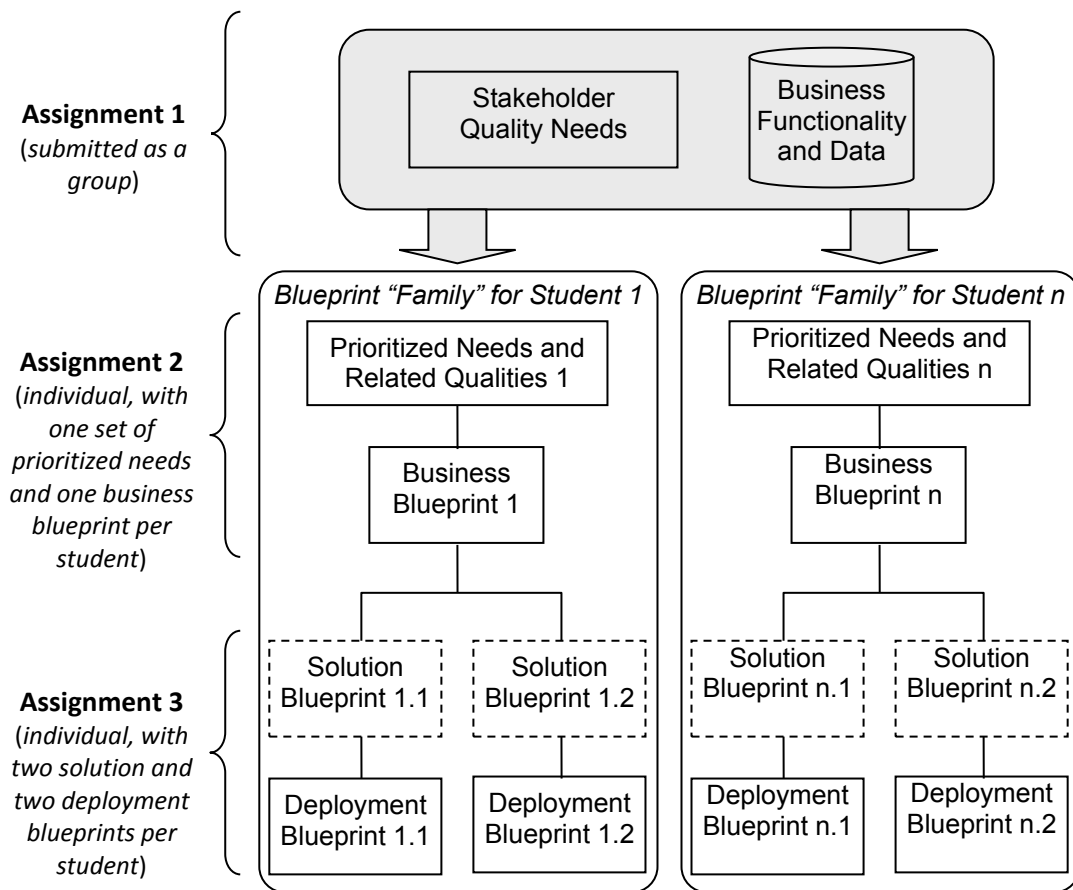 Assignment 1
(submitted as a
group)
Stakeholder
Quality Needs
Business
Functionality
and Data
Blueprint “Family” for Student 1
Blueprint “Family” for Student n
Assignment 2
(individual, with
one set of
prioritized needs
and one business
blueprint per
student)
Prioritized Needs and
Related Qualities 1
Prioritized Needs and
Related Qualities n
Business
Blueprint 1
Business
Blueprint n
Assignment 3
(individual, with
two solution and
two deployment
blueprints per
student)
Solution
Blueprint 1.1
Solution
Blueprint 1.2
Solution
Blueprint n.1
Solution
Blueprint n.2
Deployment
Blueprint 1.1
Deployment
Blueprint 1.2
Deployment
Blueprint n.1
Deployment
Blueprint n.2